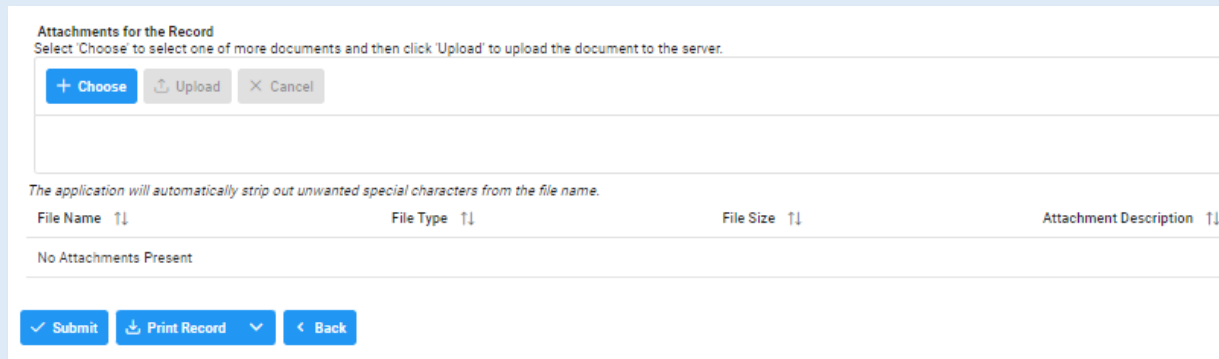 Attachments for the Record
Select 'Choose' to select one of more documents and then click 'Upload' to upload the document to the server.
Choose Upload Cancel
The application will automatically strip out unwanted special characters from the file name.
File Name File Type File Size Attachment Description
No Attachments Present
Submit Print Record Back